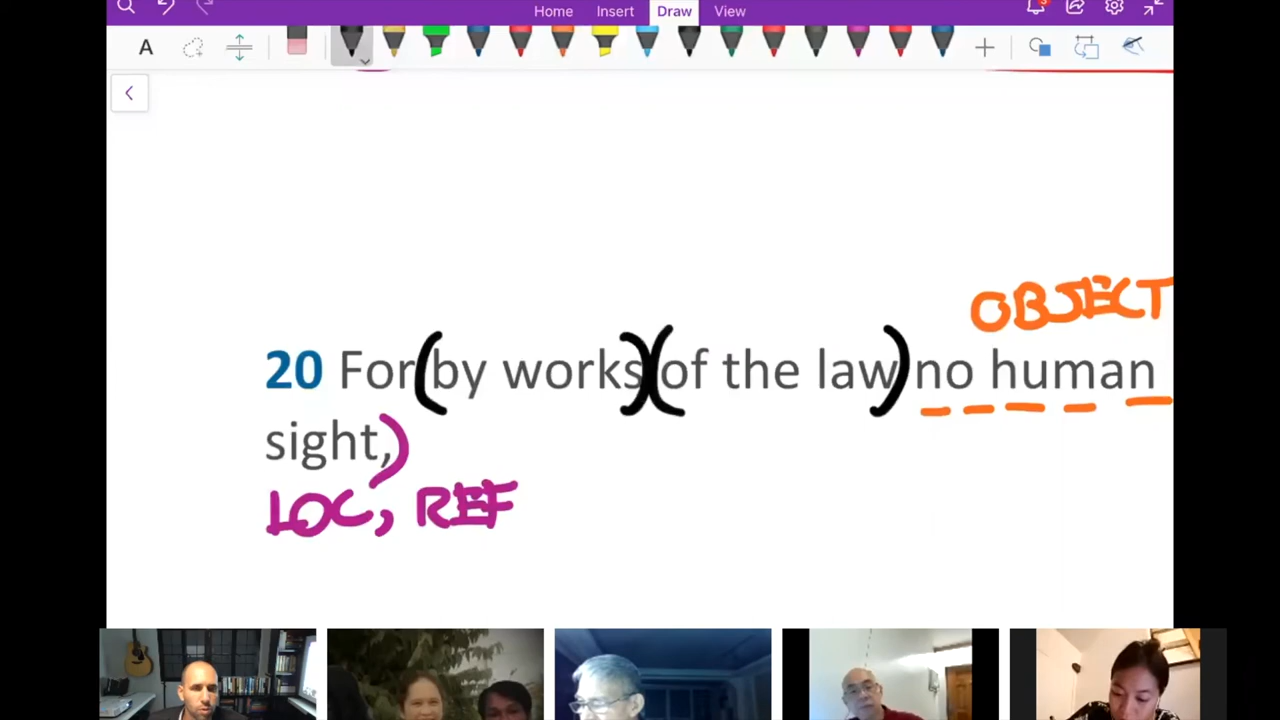 Home Insert Draw View
A
OBJECT
20 For (by works) (of the law) no human
sight,)
LOC, REF